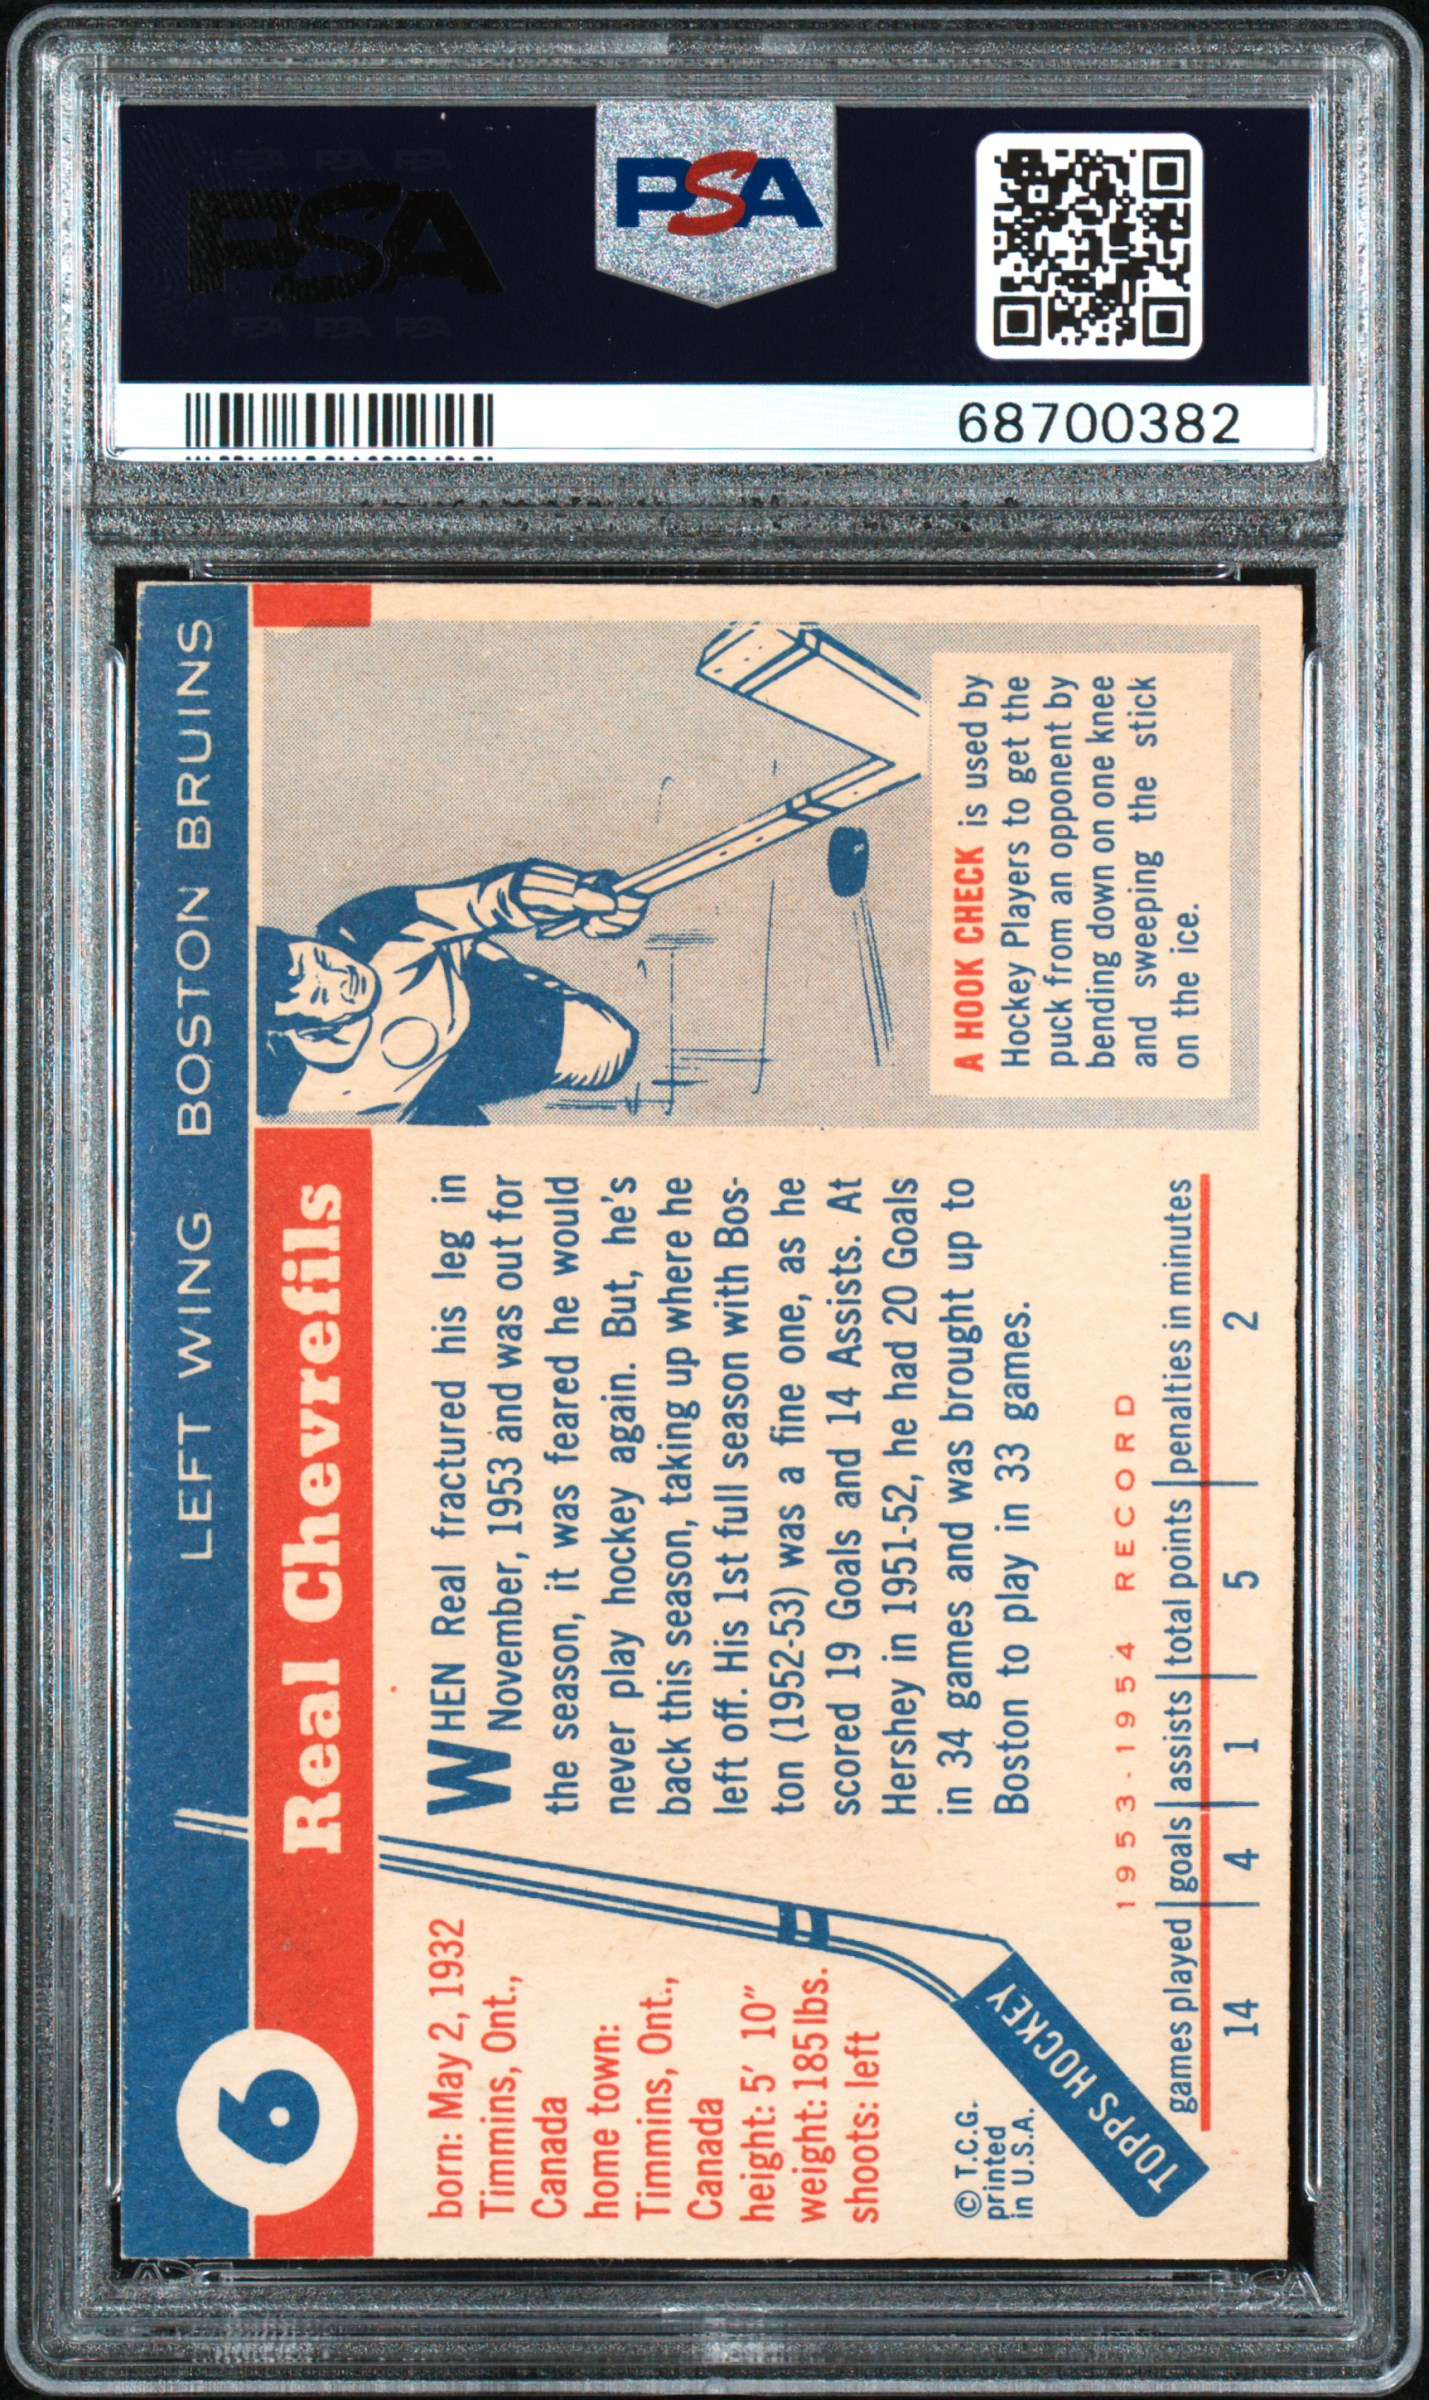 PSA
PSA
68700382
LEFT WING BOSTON BRUINS
6
Real Chevrefils
born: May 2, 1932
Timmins, Ont.,
Canada
home town:
Timmins, Ont.,
Canada
height: 5' 10"
weight: 185 lbs.
shoots: left
© T.C.G.
printed
in U.S.A.
TOPPS HOCKEY
WHEN Real fractured his leg in
November, 1953 and was out for
the season, it was feared he would
never play hockey again. But, he's
back this season, taking up where he
left off. His 1st full season with Bos-
ton (1952-53) was a fine one, as he
scored 19 Goals and 14 Assists. At
Hershey in 1951-52, he had 20 Goals
in 34 games and was brought up to
Boston to play in 33 games.
1953-1954 RECORD
games played goals assists total points penalties in minutes
14 4 1 5 2
A HOOK CHECK is used by
Hockey Players to get the
puck from an opponent by
bending down on one knee
and sweeping the stick
on the ice.
PSA